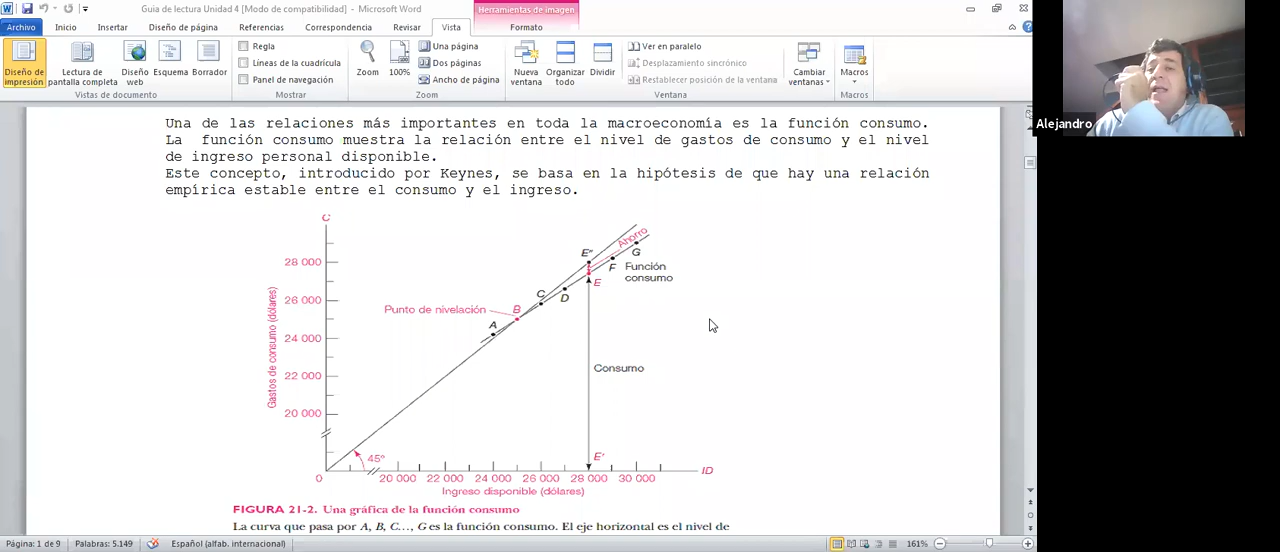 Guia de lectura Unidad 4 [Modo de compatibilidad] - Microsoft Word
Herramientas de imagen
Archivo Inicio Insertar Diseño de página Referencias Correspondencia Revisar Vista Formato
Diseño de impresión
Lectura de pantalla completa
Diseño web
Esquema
Borrador
Vistas de documento
Regla
Líneas de la cuadrícula
Panel de navegación
Mostrar
Zoom
100%
Una página
Dos páginas
Ancho de página
Zoom
Nueva ventana
Organizar todo
Dividir
Ver en paralelo
Desplazamiento sincrónico
Restablecer posición de la ventana
Cambiar ventanas
Ventana
Macros
Macros
Alejandro
Una de las relaciones más importantes en toda la macroeconomía es la función consumo.
La función consumo muestra la relación entre el nivel de gastos de consumo y el nivel
de ingreso personal disponible.
Este concepto, introducido por Keynes, se basa en la hipótesis de que hay una relación
empírica estable entre el consumo y el ingreso.
C
28 000
26 000
24 000
22 000
20 000
Gastos de consumo (dólares)
Punto de nivelación
A
B
C
D
E"
E
F
G
Ahorro
Función
consumo
Consumo
E'
45°
0 20 000 22 000 24 000 26 000 28 000 30 000 ID
Ingreso disponible (dólares)
FIGURA 21-2. Una gráfica de la función consumo
La curva que pasa por A, B, C..., G es la función consumo. El eje horizontal es el nivel de
Página: 1 de 9 Palabras: 5.149 Español (alfab. internacional) 161%